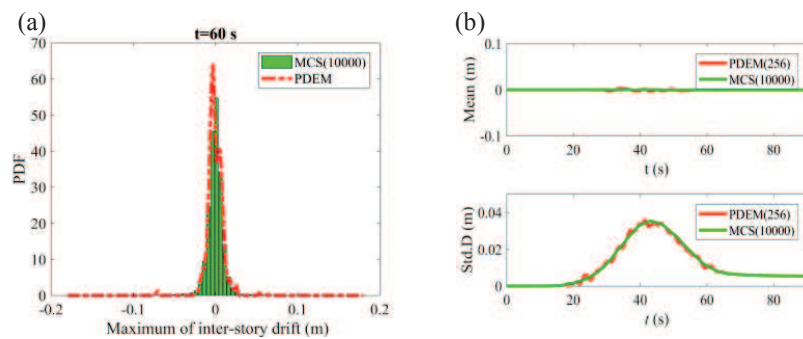 (a)
t=60 s
70
60
50
40
30
20
10
0
PDF
MCS(10000)
PDEM
-0.2
-0.1
0
0.1
0.2
Maximum of inter-story drift (m)
(b)
0.1
0
-0.1
Mean (m)
PDEM(256)
MCS(10000)
0
20
40
60
80
t (s)
0.04
0.02
0
Std.D (m)
PDEM(256)
MCS(10000)
0
20
40
60
80
t (s)